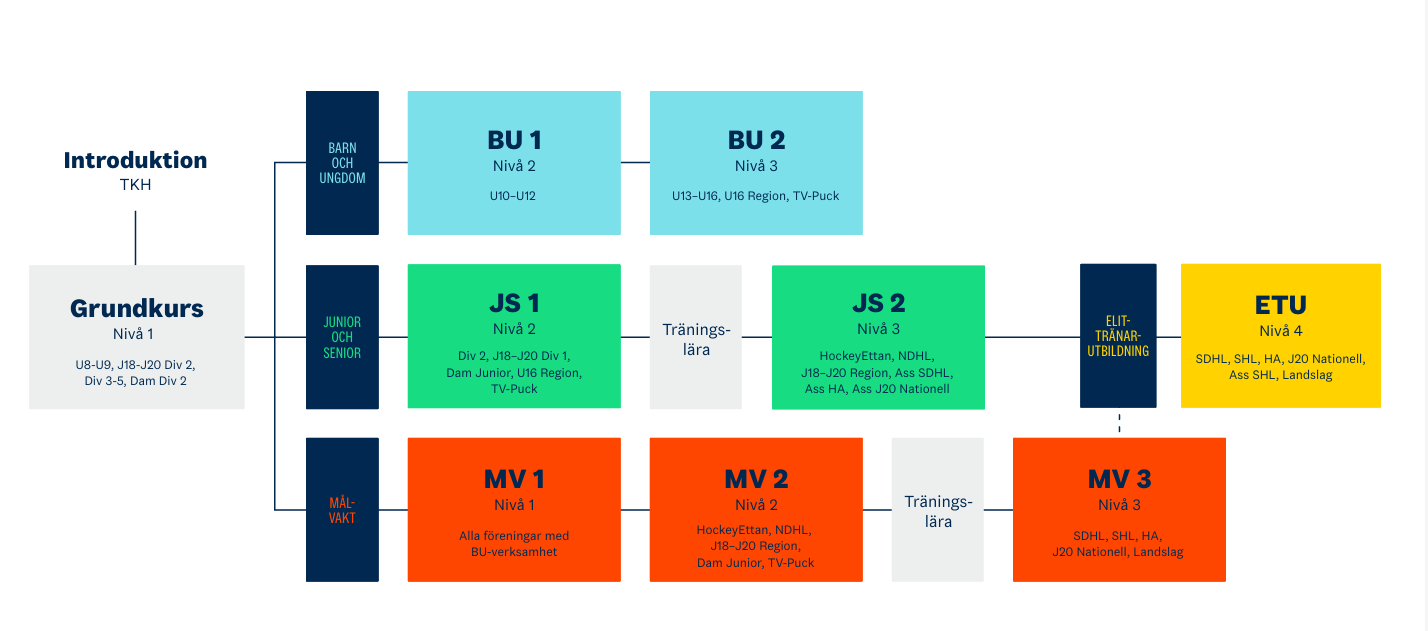 Introduktion
TKH
Grundkurs
Nivå 1
U8-U9, J18-J20 Div 2,
Div 3-5, Dam Div 2
BARN
OCH
UNGDOM
BU 1
Nivå 2
U10–U12
BU 2
Nivå 3
U13–U16, U16 Region, TV-Puck
JUNIOR
OCH
SENIOR
JS 1
Nivå 2
Div 2, J18–J20 Div 1,
Dam Junior, U16 Region,
TV-Puck
Tränings-
lära
JS 2
Nivå 3
HockeyEttan, NDHL,
J18–J20 Region, Ass SDHL,
Ass HA, Ass J20 Nationell
ELIT-
TRÄNAR-
UTBILDNING
ETU
Nivå 4
SDHL, SHL, HA, J20 Nationell,
Ass SHL, Landslag
MÅL-
VAKT
MV 1
Nivå 1
Alla föreningar med
BU-verksamhet
MV 2
Nivå 2
HockeyEttan, NDHL,
J18–J20 Region,
Dam Junior, TV-Puck
Tränings-
lära
MV 3
Nivå 3
SDHL, SHL, HA,
J20 Nationell, Landslag